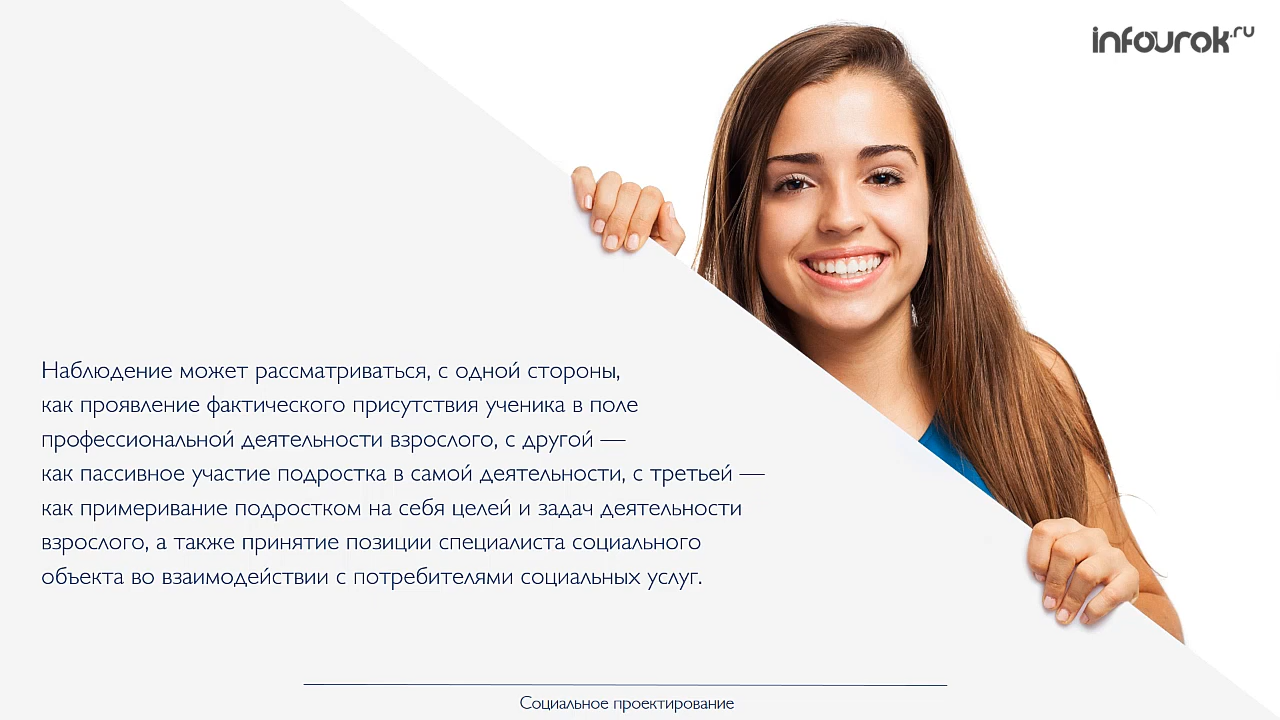 infourok.ru
Наблюдение может рассматриваться, с одной стороны,
как проявление фактического присутствия ученика в поле
профессиональной деятельности взрослого, с другой —
как пассивное участие подростка в самой деятельности, с третьей —
как примеривание подростком на себя целей и задач деятельности
взрослого, а также принятие позиции специалиста социального
объекта во взаимодействии с потребителями социальных услуг.
Социальное проектирование